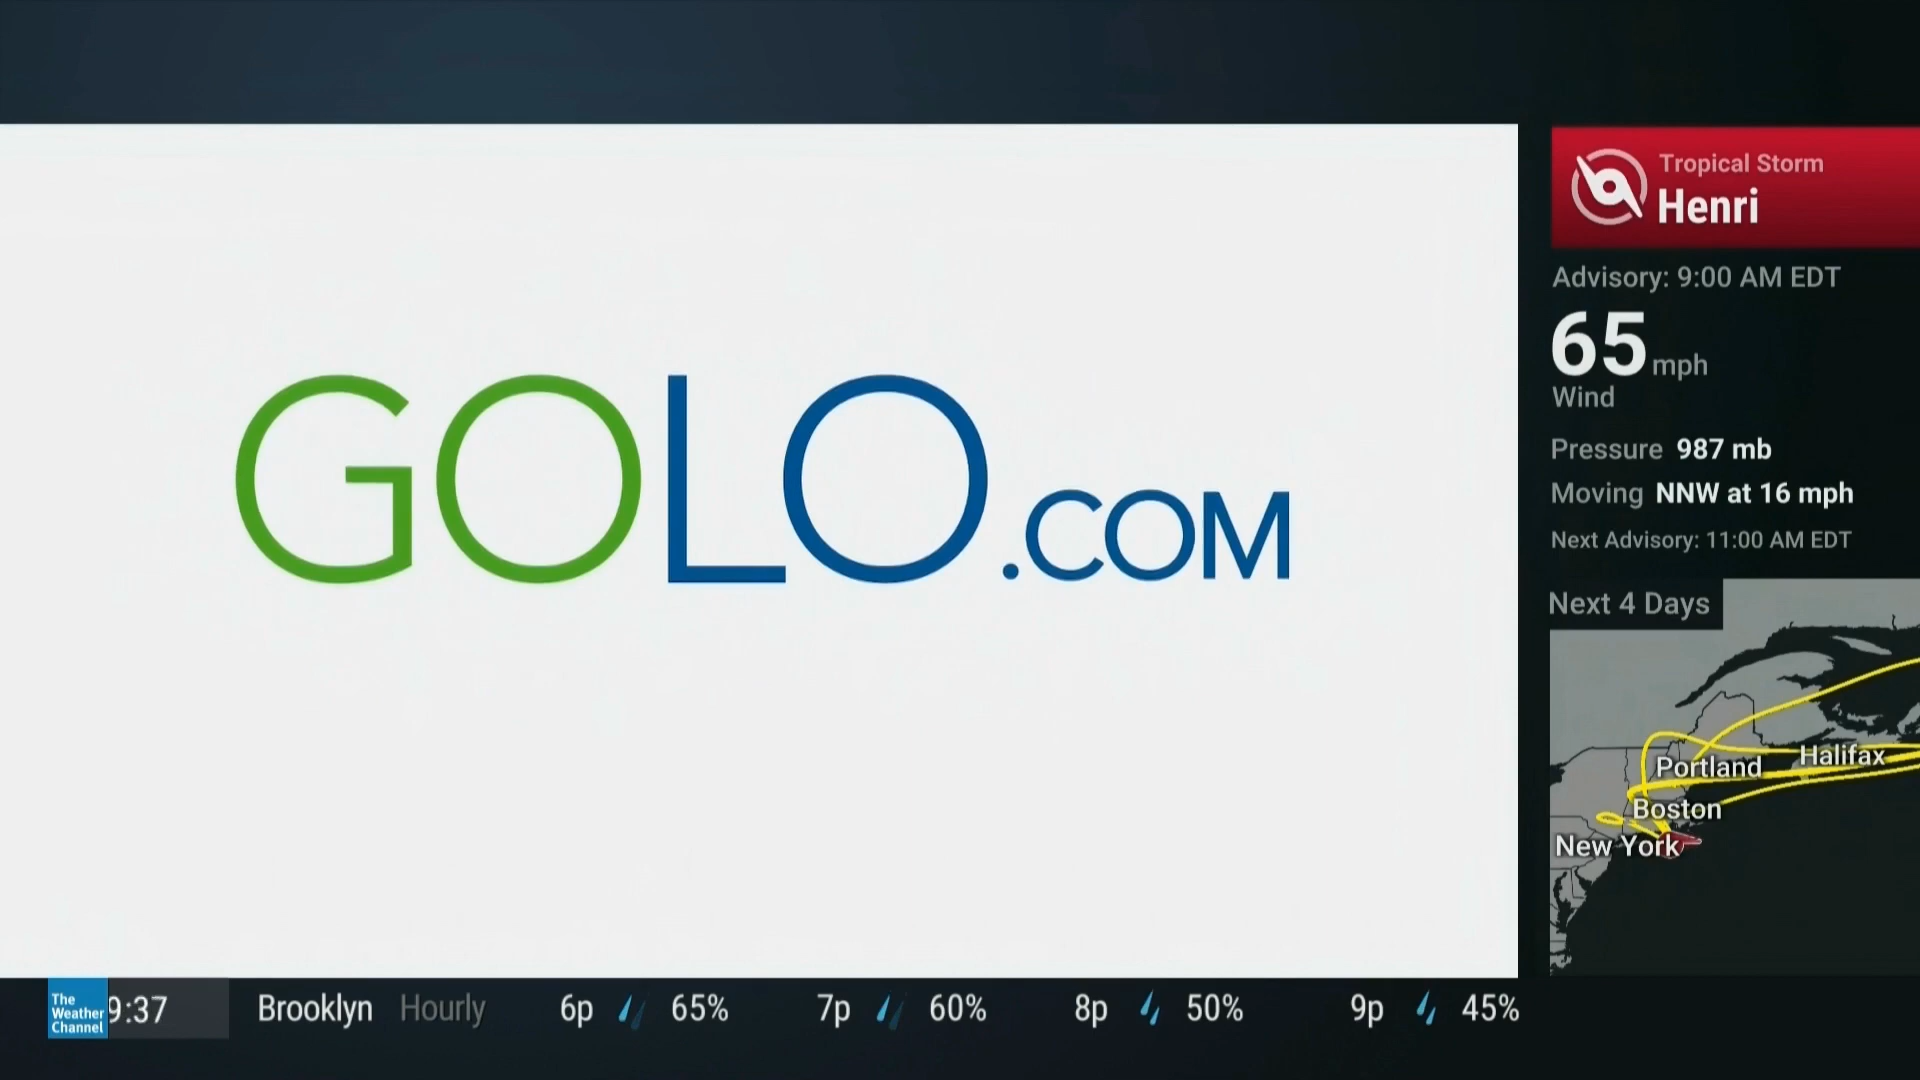 GOLO.COM
Tropical Storm
Henri
Advisory: 9:00 AM EDT
65 mph
Wind
Pressure 987 mb
Moving NNW at 16 mph
Next Advisory: 11:00 AM EDT
Next 4 Days
Halifax
Portland
Boston
New York
The
Weather
Channel
9:37
Brooklyn Hourly 6p 65% 7p 60% 8p 50% 9p 45%